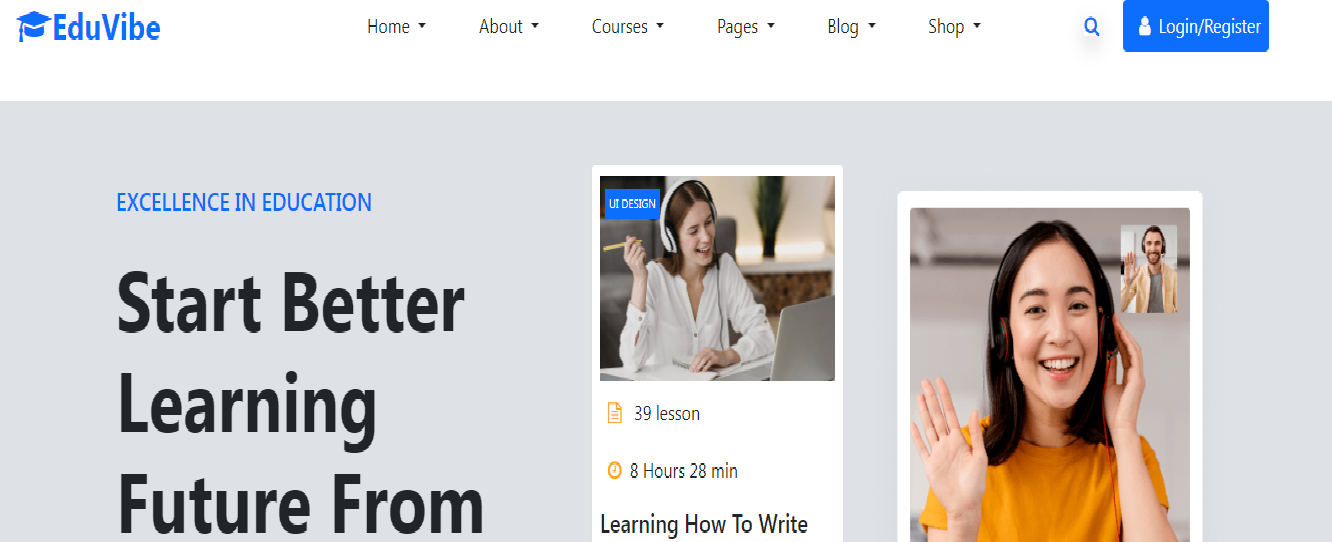 EduVibe
Home
About
Courses
Pages
Blog
Shop
Login/Register
EXCELLENCE IN EDUCATION
Start Better
Learning
Future From
UI DESIGN
39 lesson
8 Hours 28 min
Learning How To Write